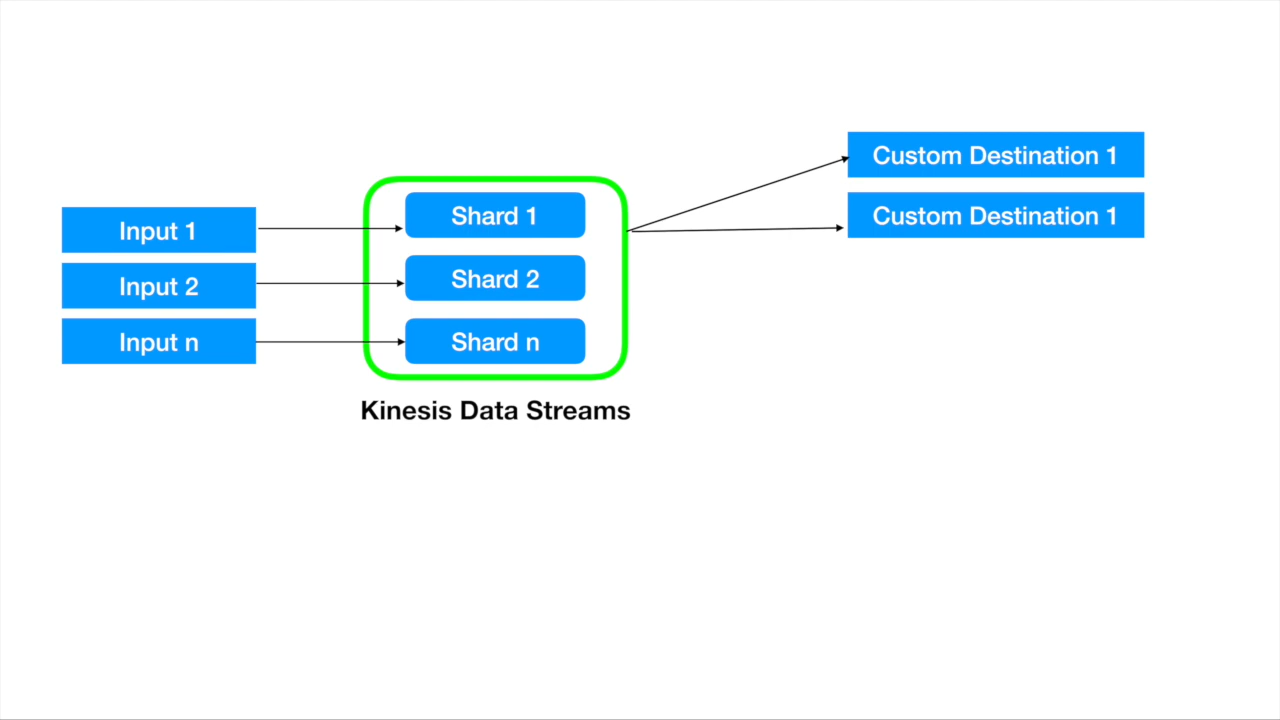 Input 1
Input 2
Input n
Shard 1
Shard 2
Shard n
Kinesis Data Streams
Custom Destination 1
Custom Destination 1